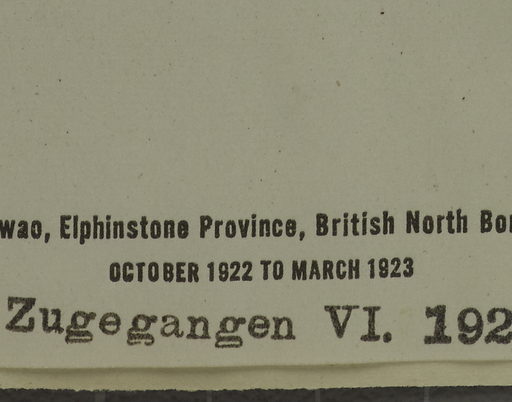 wao, Elphinstone Province, British North Bor
OCTOBER 1922 TO MARCH 1923
Zugegangen VI. 192